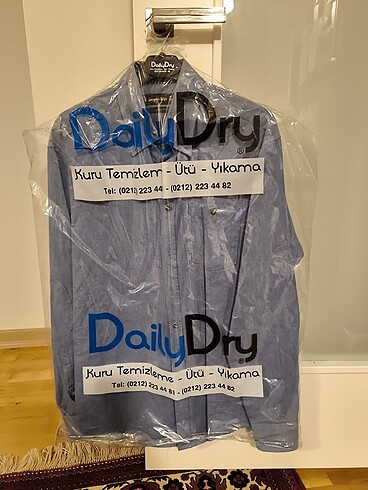 DailyDry
DailyDry®
Kuru Temizlem - Ütü - Yıkama
Tel: (0212) 223 44 - (0212) 223 44 82
DailyDry®
Kuru Temizleme - Ütü - Yıkama
Tel: (0212) 223 44 81 - (0212) 223 44 82